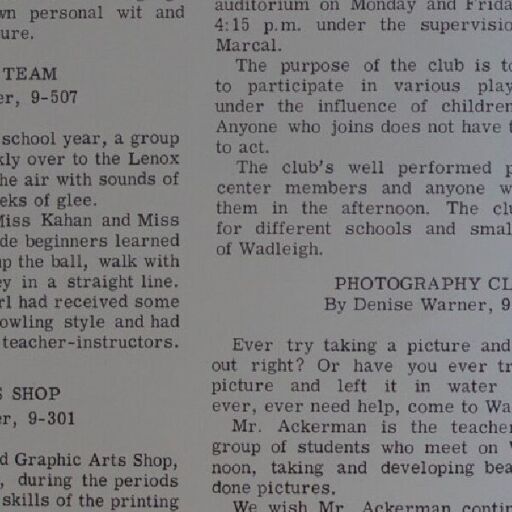 own personal wit and
ure.
TEAM
er, 9-507
school year, a group
kly over to the Lenox
he air with sounds of
eks of glee.
Miss Kahan and Miss
de beginners learned
up the ball, walk with
ey in a straight line.
rl had received some
owling style and had
teacher-instructors.
S SHOP
er, 9-301
d Graphic Arts Shop,
, during the periods
skills of the printing
auditorium on Monday and Frida
4:15 p.m. under the supervisio
Marcal.
The purpose of the club is to
to participate in various play
under the influence of children
Anyone who joins does not have t
to act.
The club's well performed p
center members and anyone w
them in the afternoon. The clu
for different schools and smal
of Wadleigh.
PHOTOGRAPHY CL
By Denise Warner, 9
Ever try taking a picture and
out right? Or have you ever tr
picture and left it in water
ever, ever need help, come to Wa
Mr. Ackerman is the teacher
group of students who meet on W
noon, taking and developing bea
done pictures.
We wish Mr. Ackerman contin